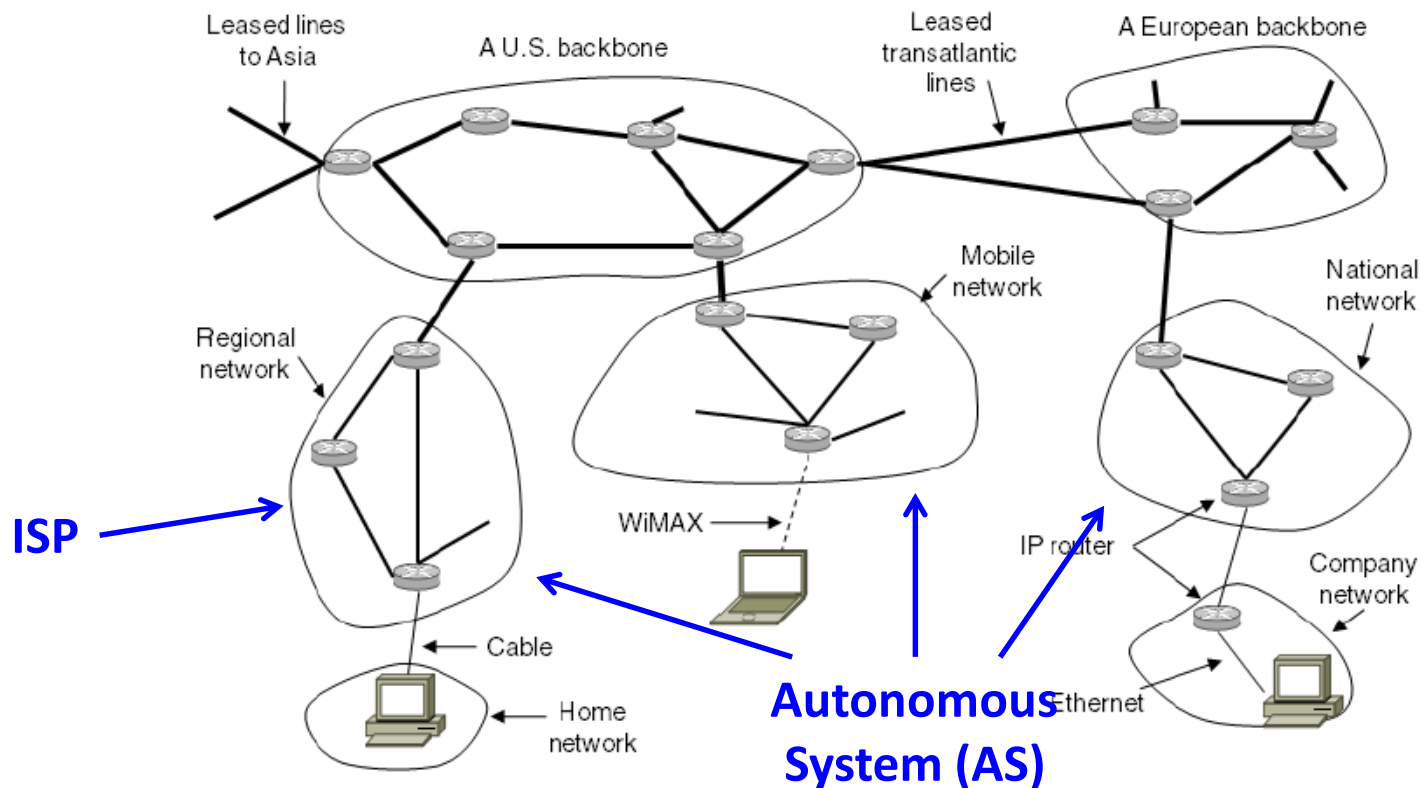 Leased lines
to Asia
A U.S. backbone
Leased
transatlantic
lines
A European backbone
Mobile
network
National
network
Regional
network
ISP
WiMAX
IP router
Company
network
Cable
Ethernet
Home
network
Autonomous
System (AS)